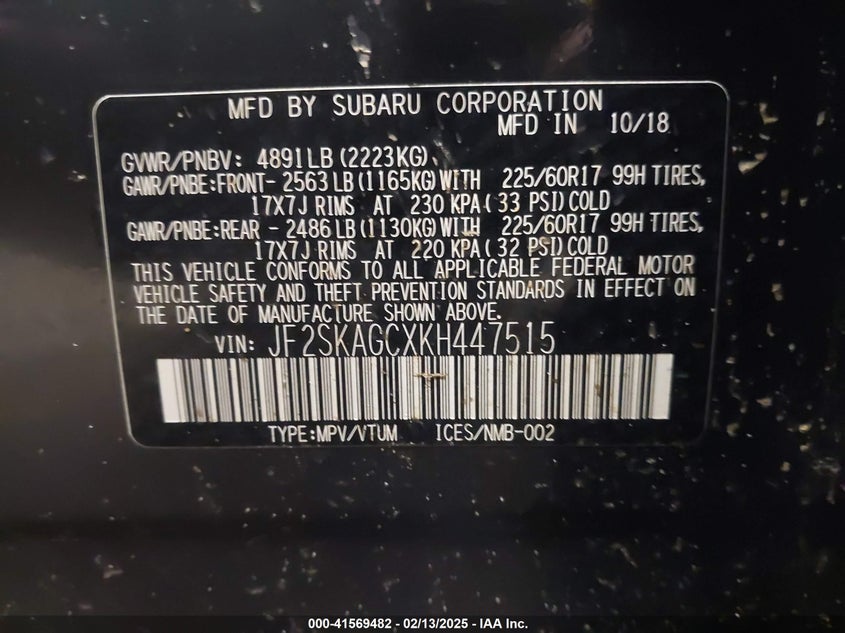 MFD BY SUBARU CORPORATION
MFD IN 10/18
GVWR/PNBV: 4891LB (2223KG)
GAWR/PNBE:FRONT- 2563 LB (1165KG) WITH 225/60R17 99H TIRES,
17X7J RIMS AT 230 KPA ( 33 PSI) COLD
GAWR/PNBE:REAR - 2486 LB (1130KG) WITH 225/60R17 99H TIRES,
17X7J RIMS AT 220 KPA ( 32 PSI) COLD
THIS VEHICLE CONFORMS TO ALL APPLICABLE FEDERAL MOTOR
VEHICLE SAFETY AND THEFT PREVENTION STANDARDS IN EFFECT ON
THE DATE OF MANUFACTURE SHOWN ABOVE.
VIN: JF2SKAGCXKH447515
TYPE:MPV/VTUM ICES/NMB-002
000-41569482 - 02/13/2025 - IAA Inc.